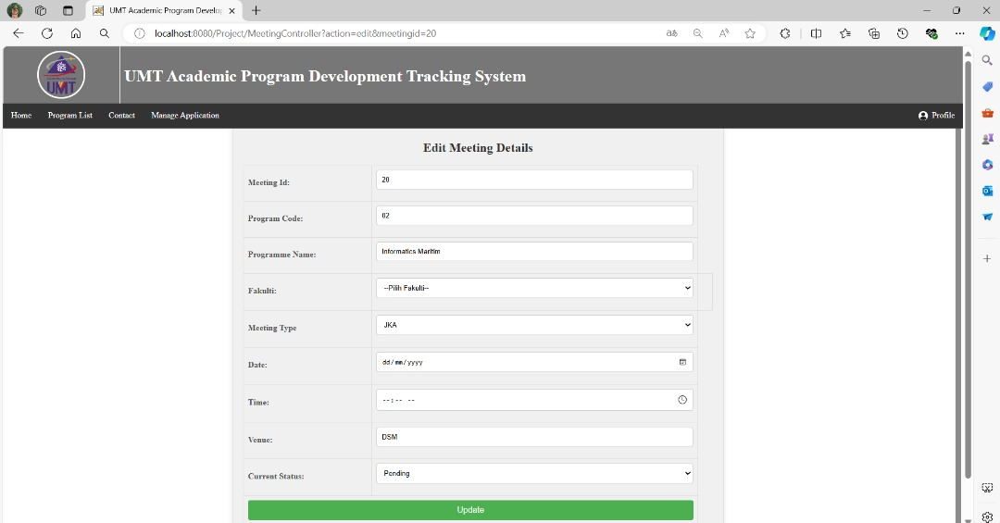 UMT Academic Program Develop
localhost:8080/Project/MeetingController?action=edit&meetingid=20
UMT
UMT Academic Program Development Tracking System
Home Program List Contact Manage Application Profile
Edit Meeting Details
Meeting Id: 20
Program Code: 02
Programme Name: Informatics Maritim
Fakulti: --Pilih Fakulti--
Meeting Type JKA
Date: dd/mm/yyyy
Time: --:-- --
Venue: DSM
Current Status: Pending
Update